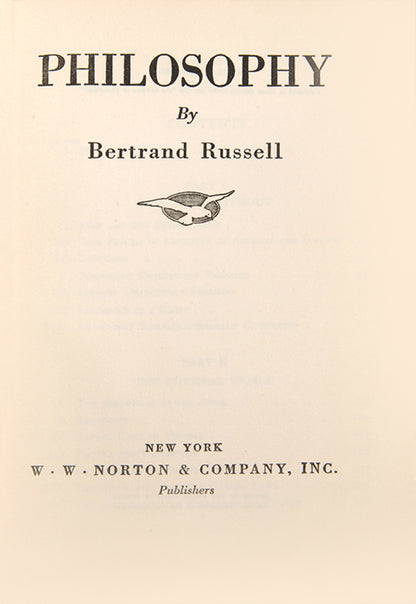 PHILOSOPHY
By
Bertrand Russell
NEW YORK
W · W · NORTON & COMPANY, INC.
Publishers